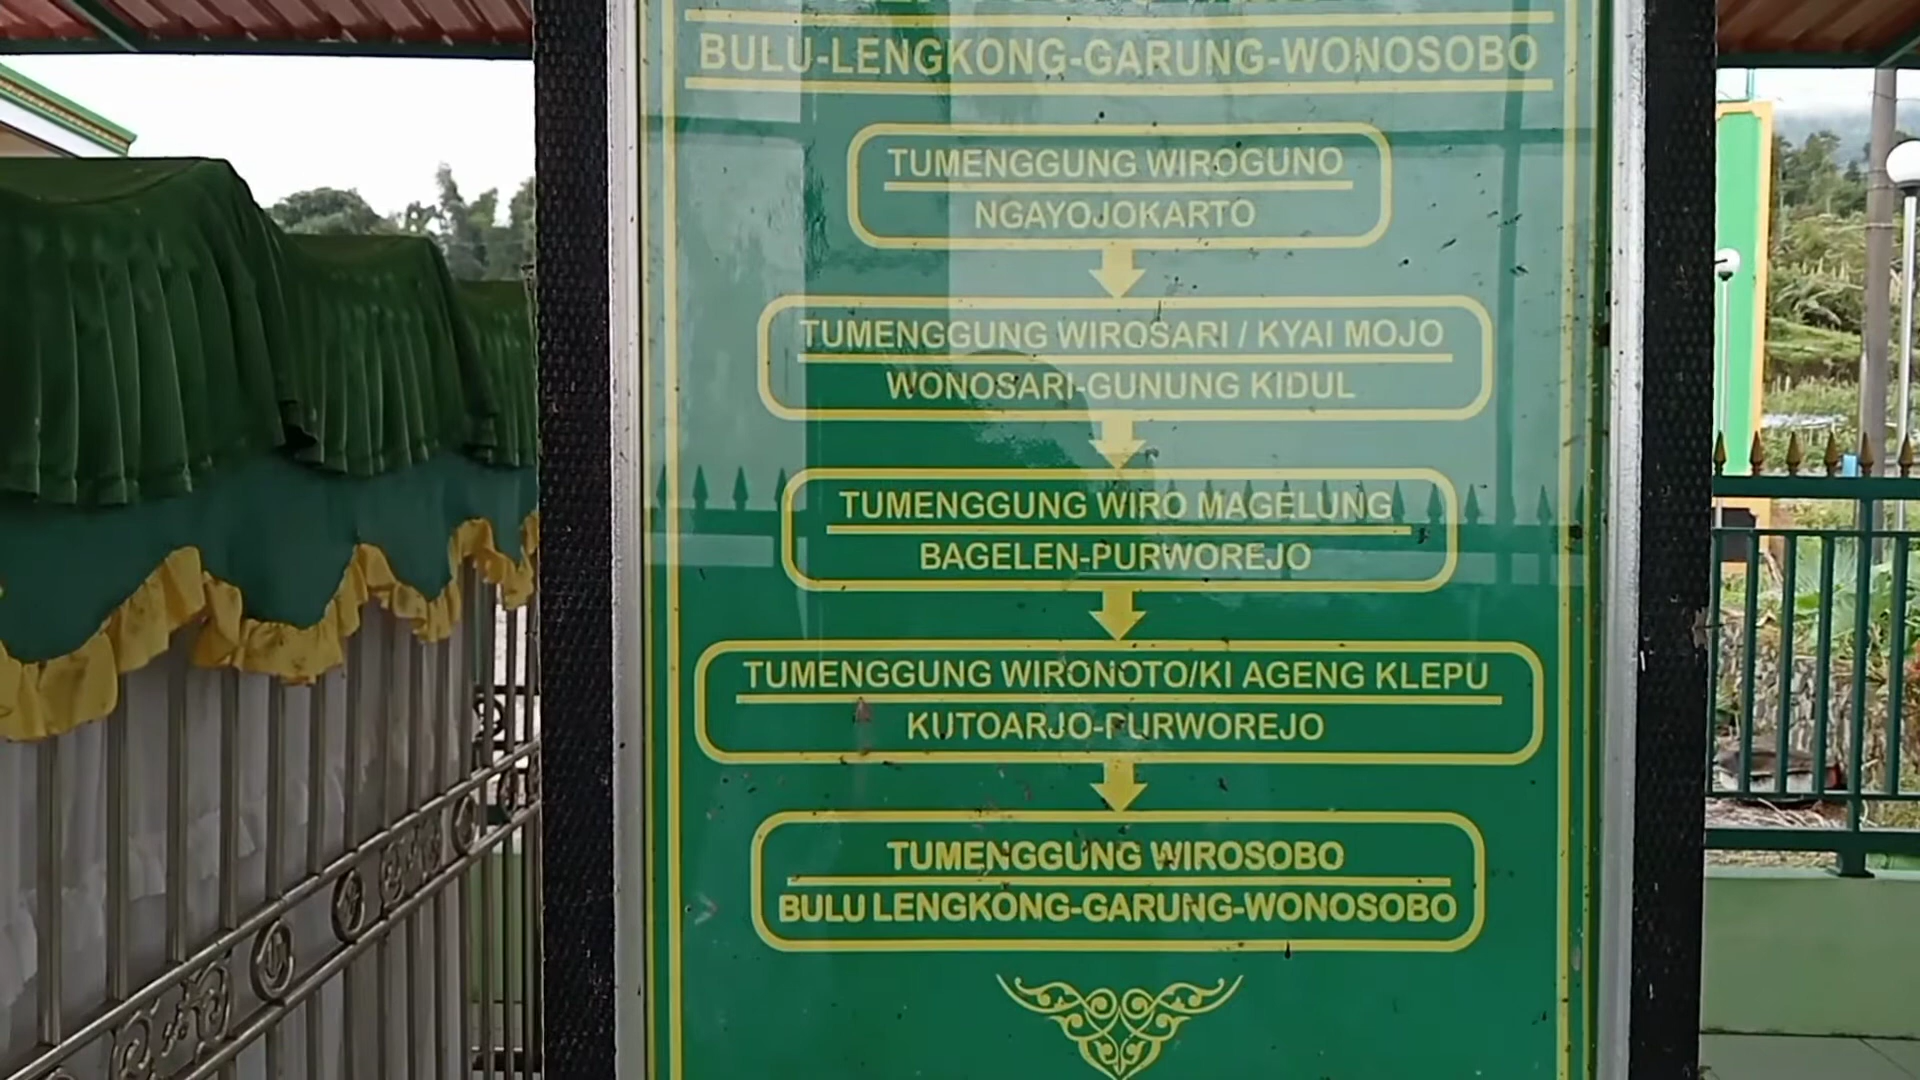 BULU-LENGKONG-GARUNG-WONOSOBO
TUMENGGUNG WIROGUNO
NGAYOJOKARTO
TUMENGGUNG WIROSARI / KYAI MOJO
WONOSARI-GUNUNG KIDUL
TUMENGGUNG WIRO MAGELUNG
BAGELEN-PURWOREJO
TUMENGGUNG WIRONOTO/KI AGENG KLEPU
KUTOARJO-PURWOREJO
TUMENGGUNG WIROSOBO
BULU LENGKONG-GARUNG-WONOSOBO